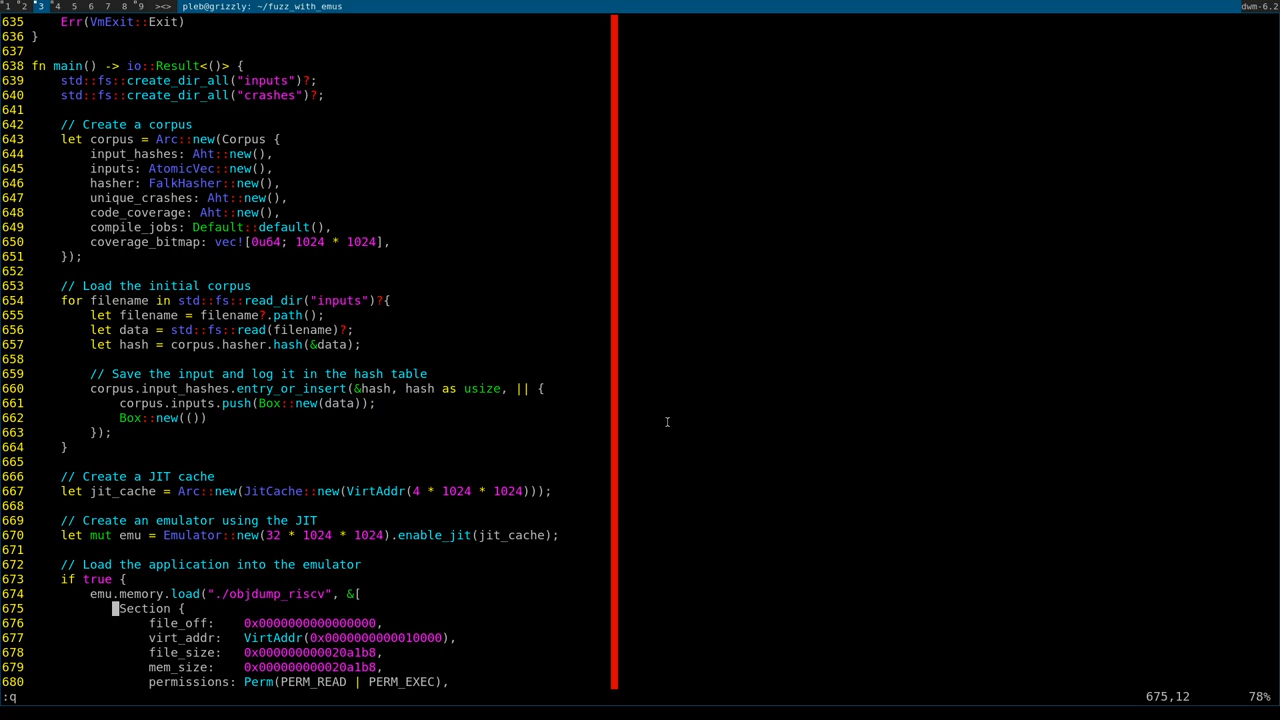 1 2 3 4 5 6 7 8 9 ><> pleb@grizzly: ~/fuzz_with_emus dwm-6.2
635     Err(VmExit::Exit)
636 }
637
638 fn main() -> io::Result<()> {
639     std::fs::create_dir_all("inputs")?;
640     std::fs::create_dir_all("crashes")?;
641
642     // Create a corpus
643     let corpus = Arc::new(Corpus {
644         input_hashes: Aht::new(),
645         inputs: AtomicVec::new(),
646         hasher: FalkHasher::new(),
647         unique_crashes: Aht::new(),
648         code_coverage: Aht::new(),
649         compile_jobs: Default::default(),
650         coverage_bitmap: vec![0u64; 1024 * 1024],
651     });
652
653     // Load the initial corpus
654     for filename in std::fs::read_dir("inputs")?{
655         let filename = filename?.path();
656         let data = std::fs::read(filename)?;
657         let hash = corpus.hasher.hash(&data);
658
659         // Save the input and log it in the hash table
660         corpus.input_hashes.entry_or_insert(&hash, hash as usize, || {
661             corpus.inputs.push(Box::new(data));
662             Box::new(())
663         });
664     }
665
666     // Create a JIT cache
667     let jit_cache = Arc::new(JitCache::new(VirtAddr(4 * 1024 * 1024)));
668
669     // Create an emulator using the JIT
670     let mut emu = Emulator::new(32 * 1024 * 1024).enable_jit(jit_cache);
671
672     // Load the application into the emulator
673     if true {
674         emu.memory.load("./objdump_riscv", &[
675             Section {
676                 file_off:    0x0000000000000000,
677                 virt_addr:   VirtAddr(0x0000000000010000),
678                 file_size:   0x000000000020a1b8,
679                 mem_size:    0x000000000020a1b8,
680                 permissions: Perm(PERM_READ | PERM_EXEC),
:q 675,12 78%